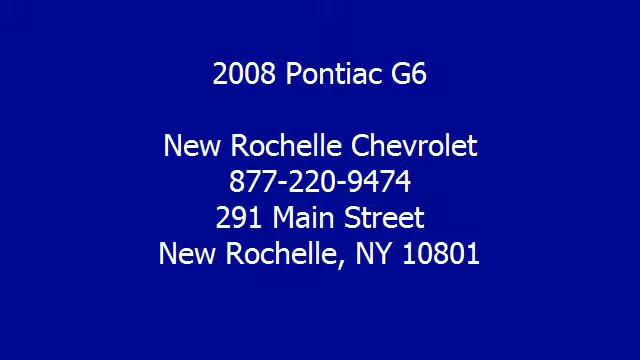 2008 Pontiac G6
New Rochelle Chevrolet
877-220-9474
291 Main Street
New Rochelle, NY 10801